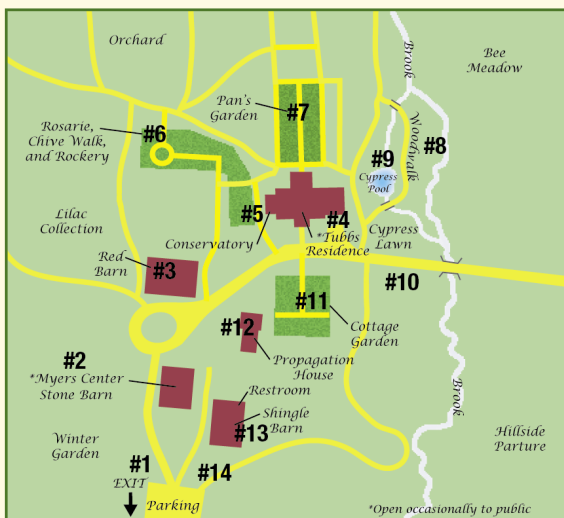 Orchard
Brook
Bee
Meadow
Pan's
Garden
#7
Rosarie,
Chive Walk,
and Rockery
#6
Woodwalk
#8
#9
Cypress
Pool
#5
#4
Lilac
Collection
Conservatory
*Tubbs
Residence
Cypress
Lawn
Red
Barn
#3
#10
#11
Cottage
Garden
#12
Propagation
House
#2
*Myers Center
Stone Barn
Restroom
Shingle
Barn
#13
Brook
Winter
Garden
Hillside
Parture
#1
EXIT
#14
Parking
*Open occasionally to public